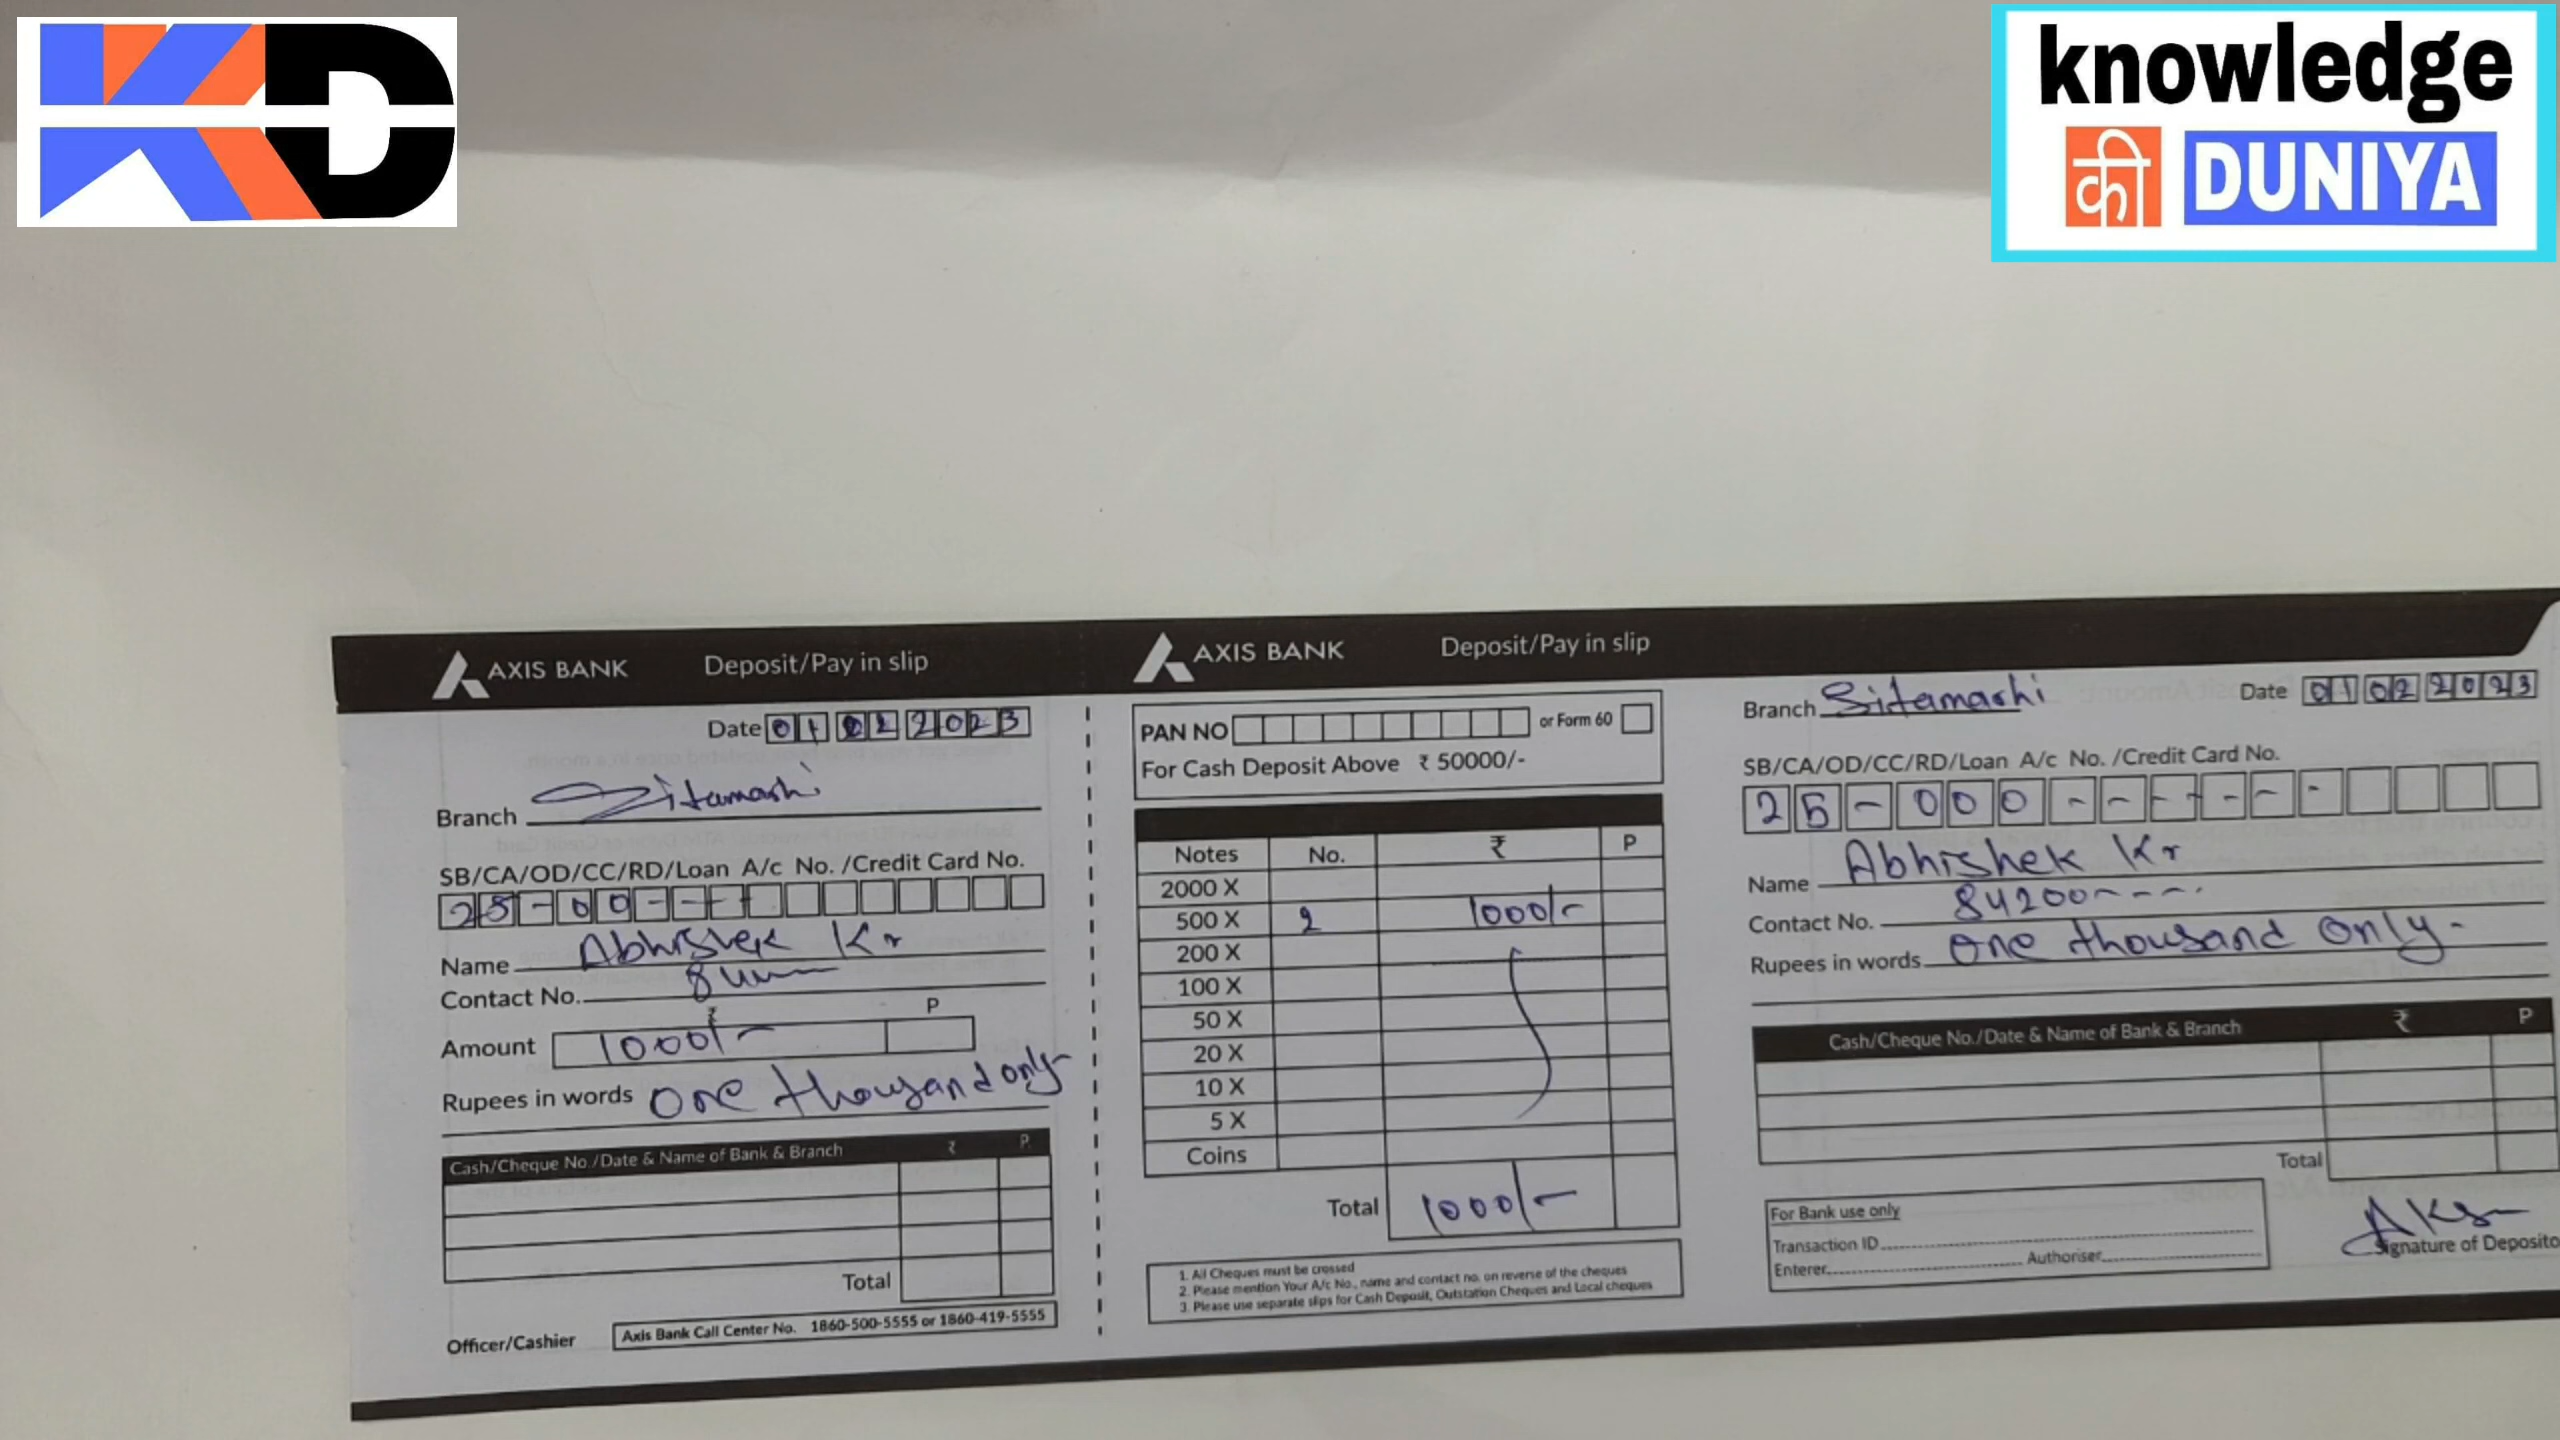 KD
knowledge
की DUNIYA
AXIS BANK Deposit/Pay in slip
Date 01 02 2023
Branch Sitamarhi
SB/CA/OD/CC/RD/Loan A/c No. /Credit Card No.
25-00----
Name Abhishek Kr
Contact No.
₹ P
Amount 1000/-
Rupees in words One thousand only-
Cash/Cheque No./Date & Name of Bank & Branch ₹ P.
Total
Officer/Cashier Axis Bank Call Center No. 1860-500-5555 or 1860-419-5555
AXIS BANK Deposit/Pay in slip
PAN NO or Form 60
For Cash Deposit Above ₹ 50000/-
Notes No. ₹ P
2000 X
500 X 2 1000/-
200 X
100 X
50 X
20 X
10 X
5 X
Coins
Total 1000/-
1. All Cheques must be crossed
2. Please mention Your A/c No., name and contact no. on reverse of the cheques
3. Please use separate slips for Cash Deposit, Outstation Cheques and Local cheques
Branch Sitamarhi Date 01 02 2023
SB/CA/OD/CC/RD/Loan A/c No. /Credit Card No.
25-000-------
Name Abhishek Kr
Contact No. 84200----
Rupees in words One thousand Only-
Cash/Cheque No./Date & Name of Bank & Branch ₹ P
Total
For Bank use only
Transaction ID
Enterer Authoriser
Signature of Deposito